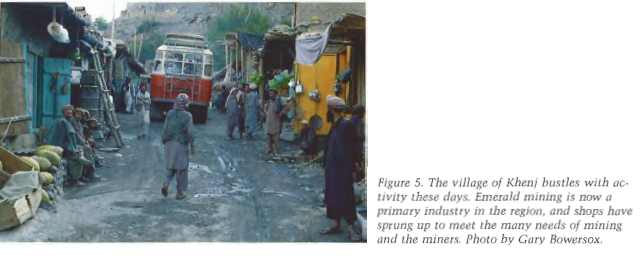 Figure 5. The village of Khenj bustles with ac-
tivity these days. Emerald mining is now a
primary industry in the region, and shops have
sprung up to meet the many needs of mining
and the miners. Photo by Gary Bowersox.